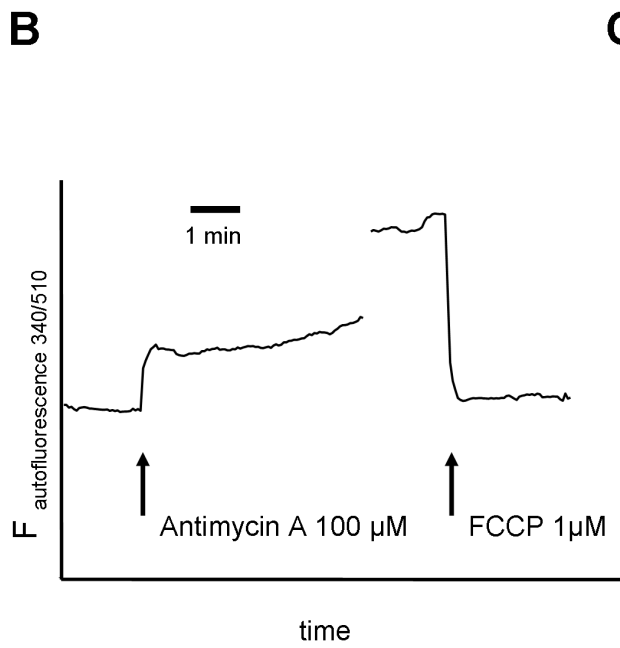 B
1 min
F autofluorescence 340/510
Antimycin A 100 µM
FCCP 1µM
time